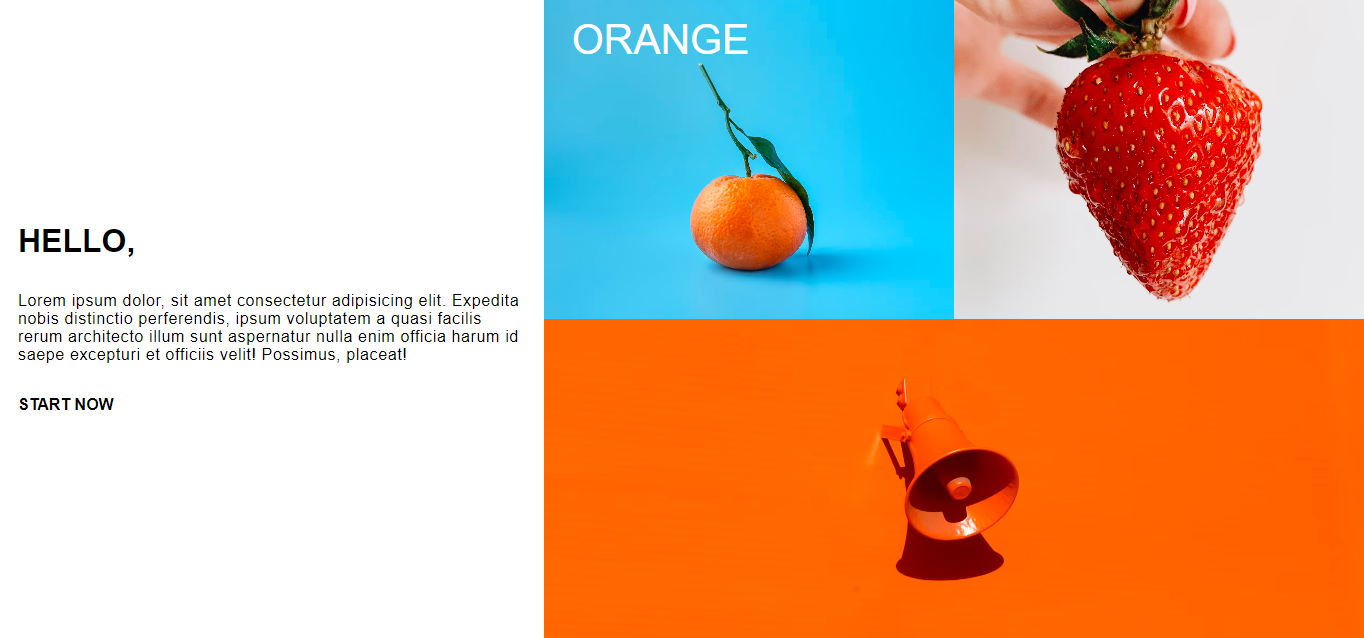 ORANGE
HELLO,
Lorem ipsum dolor, sit amet consectetur adipisicing elit. Expedita
nobis distinctio perferendis, ipsum voluptatem a quasi facilis
rerum architecto illum sunt aspernatur nulla enim officia harum id
saepe excepturi et officiis velit! Possimus, placeat!
START NOW